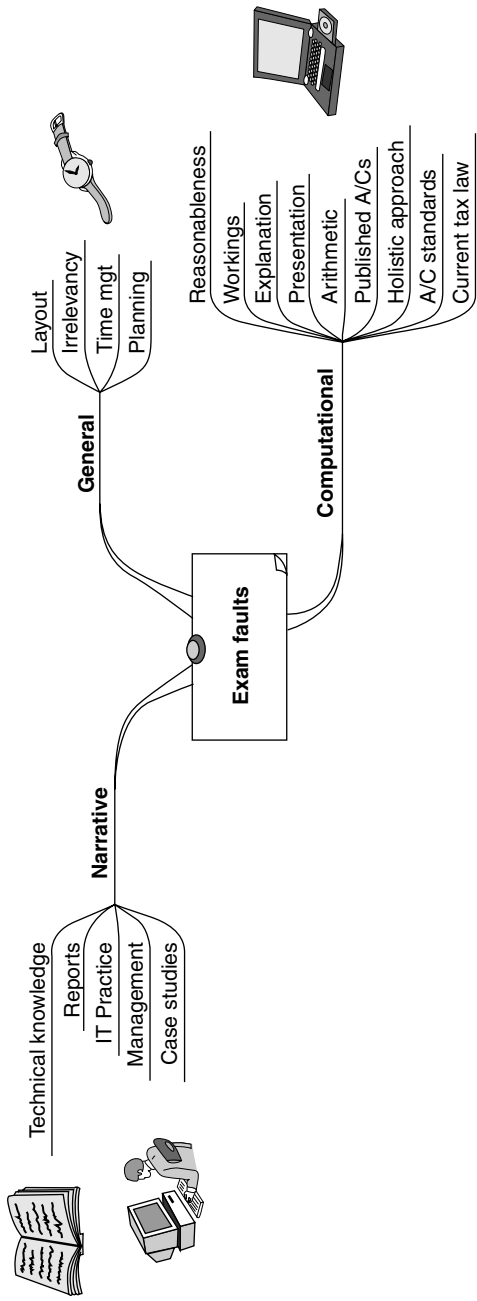 Exam faults
General
Layout
Irrelevancy
Time mgt
Planning
Computational
Reasonableness
Workings
Explanation
Presentation
Arithmetic
Published A/Cs
Holistic approach
A/C standards
Current tax law
Narrative
Technical knowledge
Reports
IT Practice
Management
Case studies